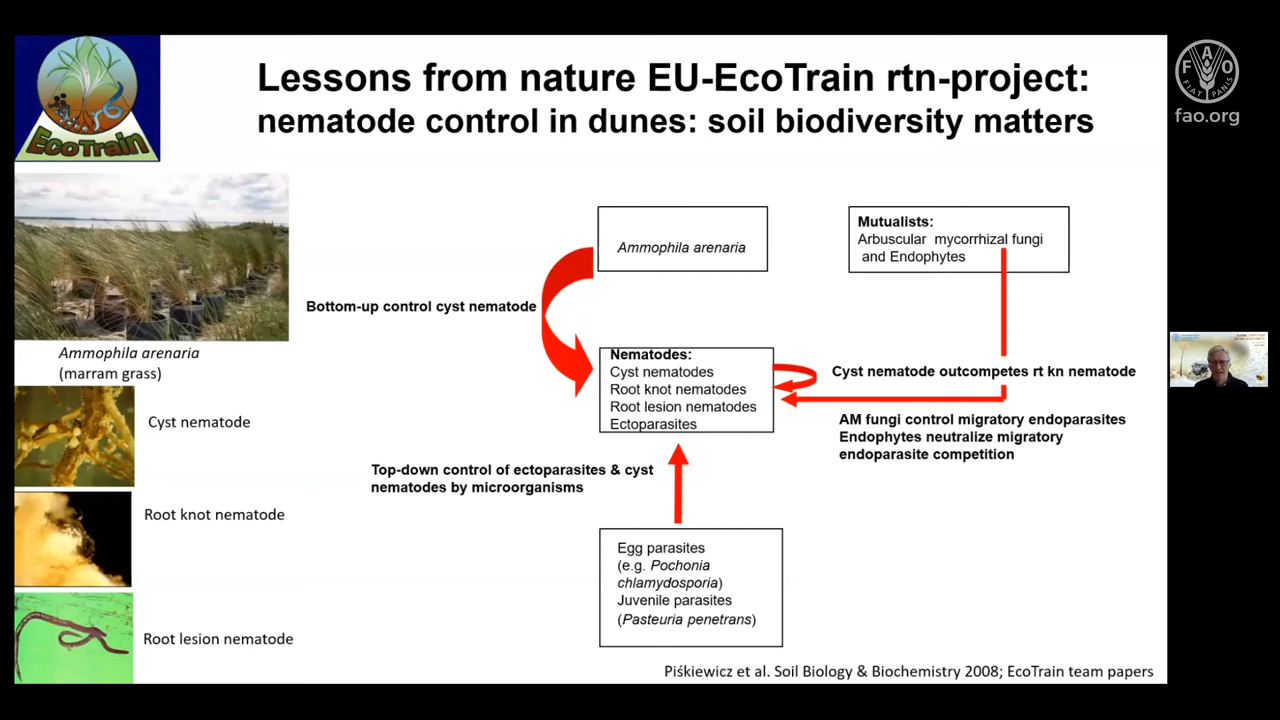 Lessons from nature EU-EcoTrain rtn-project:
nematode control in dunes: soil biodiversity matters
EcoTrain
F A O
FIAT PANIS
fao.org
Ammophila arenaria
(marram grass)
Cyst nematode
Root knot nematode
Root lesion nematode
Ammophila arenaria
Mutualists:
Arbuscular mycorrhizal fungi
and Endophytes
Bottom-up control cyst nematode
Nematodes:
Cyst nematodes
Root knot nematodes
Root lesion nematodes
Ectoparasites
Cyst nematode outcompetes rt kn nematode
AM fungi control migratory endoparasites
Endophytes neutralize migratory
endoparasite competition
Top-down control of ectoparasites & cyst
nematodes by microorganisms
Egg parasites
(e.g. Pochonia
chlamydosporia)
Juvenile parasites
(Pasteuria penetrans)
Piśkiewicz et al. Soil Biology & Biochemistry 2008; EcoTrain team papers